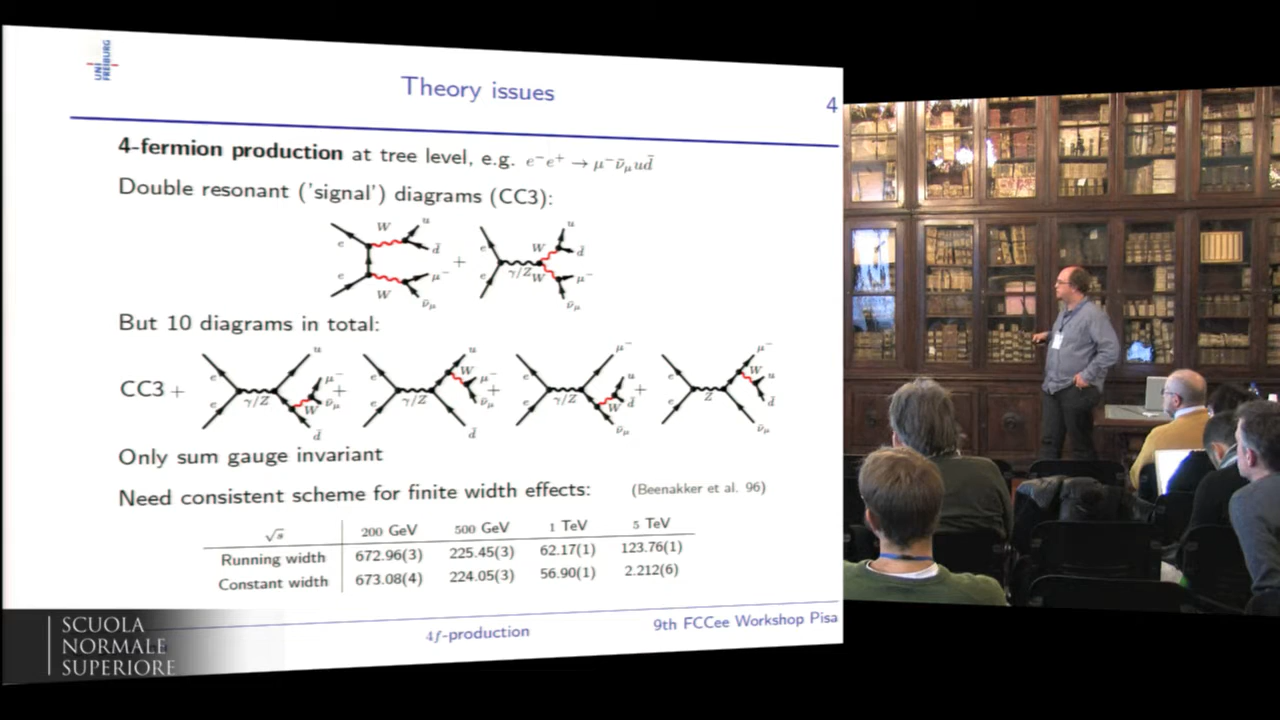 UNI
FREIBURG
Theory issues
4
4-fermion production at tree level, e.g. e⁻e⁺ → μ⁻ν̄_μud̄
Double resonant ('signal') diagrams (CC3):
e e W W u d̄ μ⁻ ν̄_μ + e e γ/Z W W u d̄ μ⁻ ν̄_μ
But 10 diagrams in total:
CC3 + e e γ/Z W u μ⁻ ν̄_μ d̄ + e e γ/Z W u μ⁻ ν̄_μ d̄ + e e γ/Z W μ⁻ u d̄ ν̄_μ + e e Z W μ⁻ u d̄ ν̄_μ
Only sum gauge invariant
Need consistent scheme for finite width effects: (Beenakker et al. 96)
√s 200 GeV 500 GeV 1 TeV 5 TeV
Running width 672.96(3) 225.45(3) 62.17(1) 123.76(1)
Constant width 673.08(4) 224.05(3) 56.90(1) 2.212(6)
4f-production
9th FCCee Workshop Pisa
SCUOLA
NORMALE
SUPERIORE